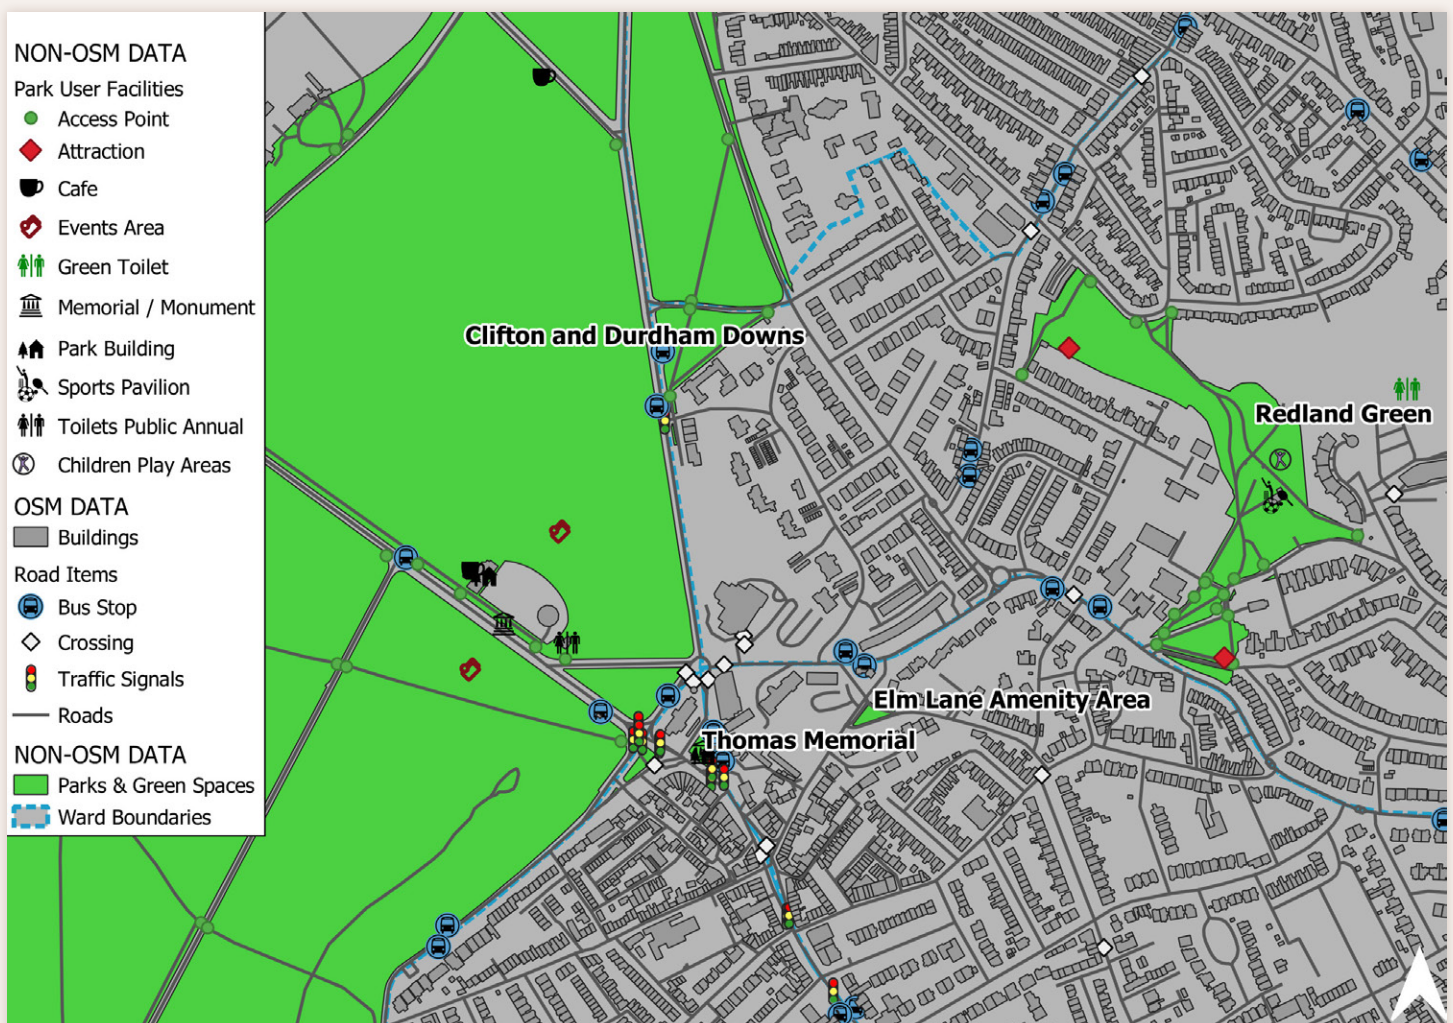 NON-OSM DATA
Park User Facilities
Access Point
Attraction
Cafe
Events Area
Green Toilet
Memorial / Monument
Park Building
Sports Pavilion
Toilets Public Annual
Children Play Areas
OSM DATA
Buildings
Road Items
Bus Stop
Crossing
Traffic Signals
Roads
NON-OSM DATA
Parks & Green Spaces
Ward Boundaries
Clifton and Durdham Downs
Redland Green
Elm Lane Amenity Area
Thomas Memorial